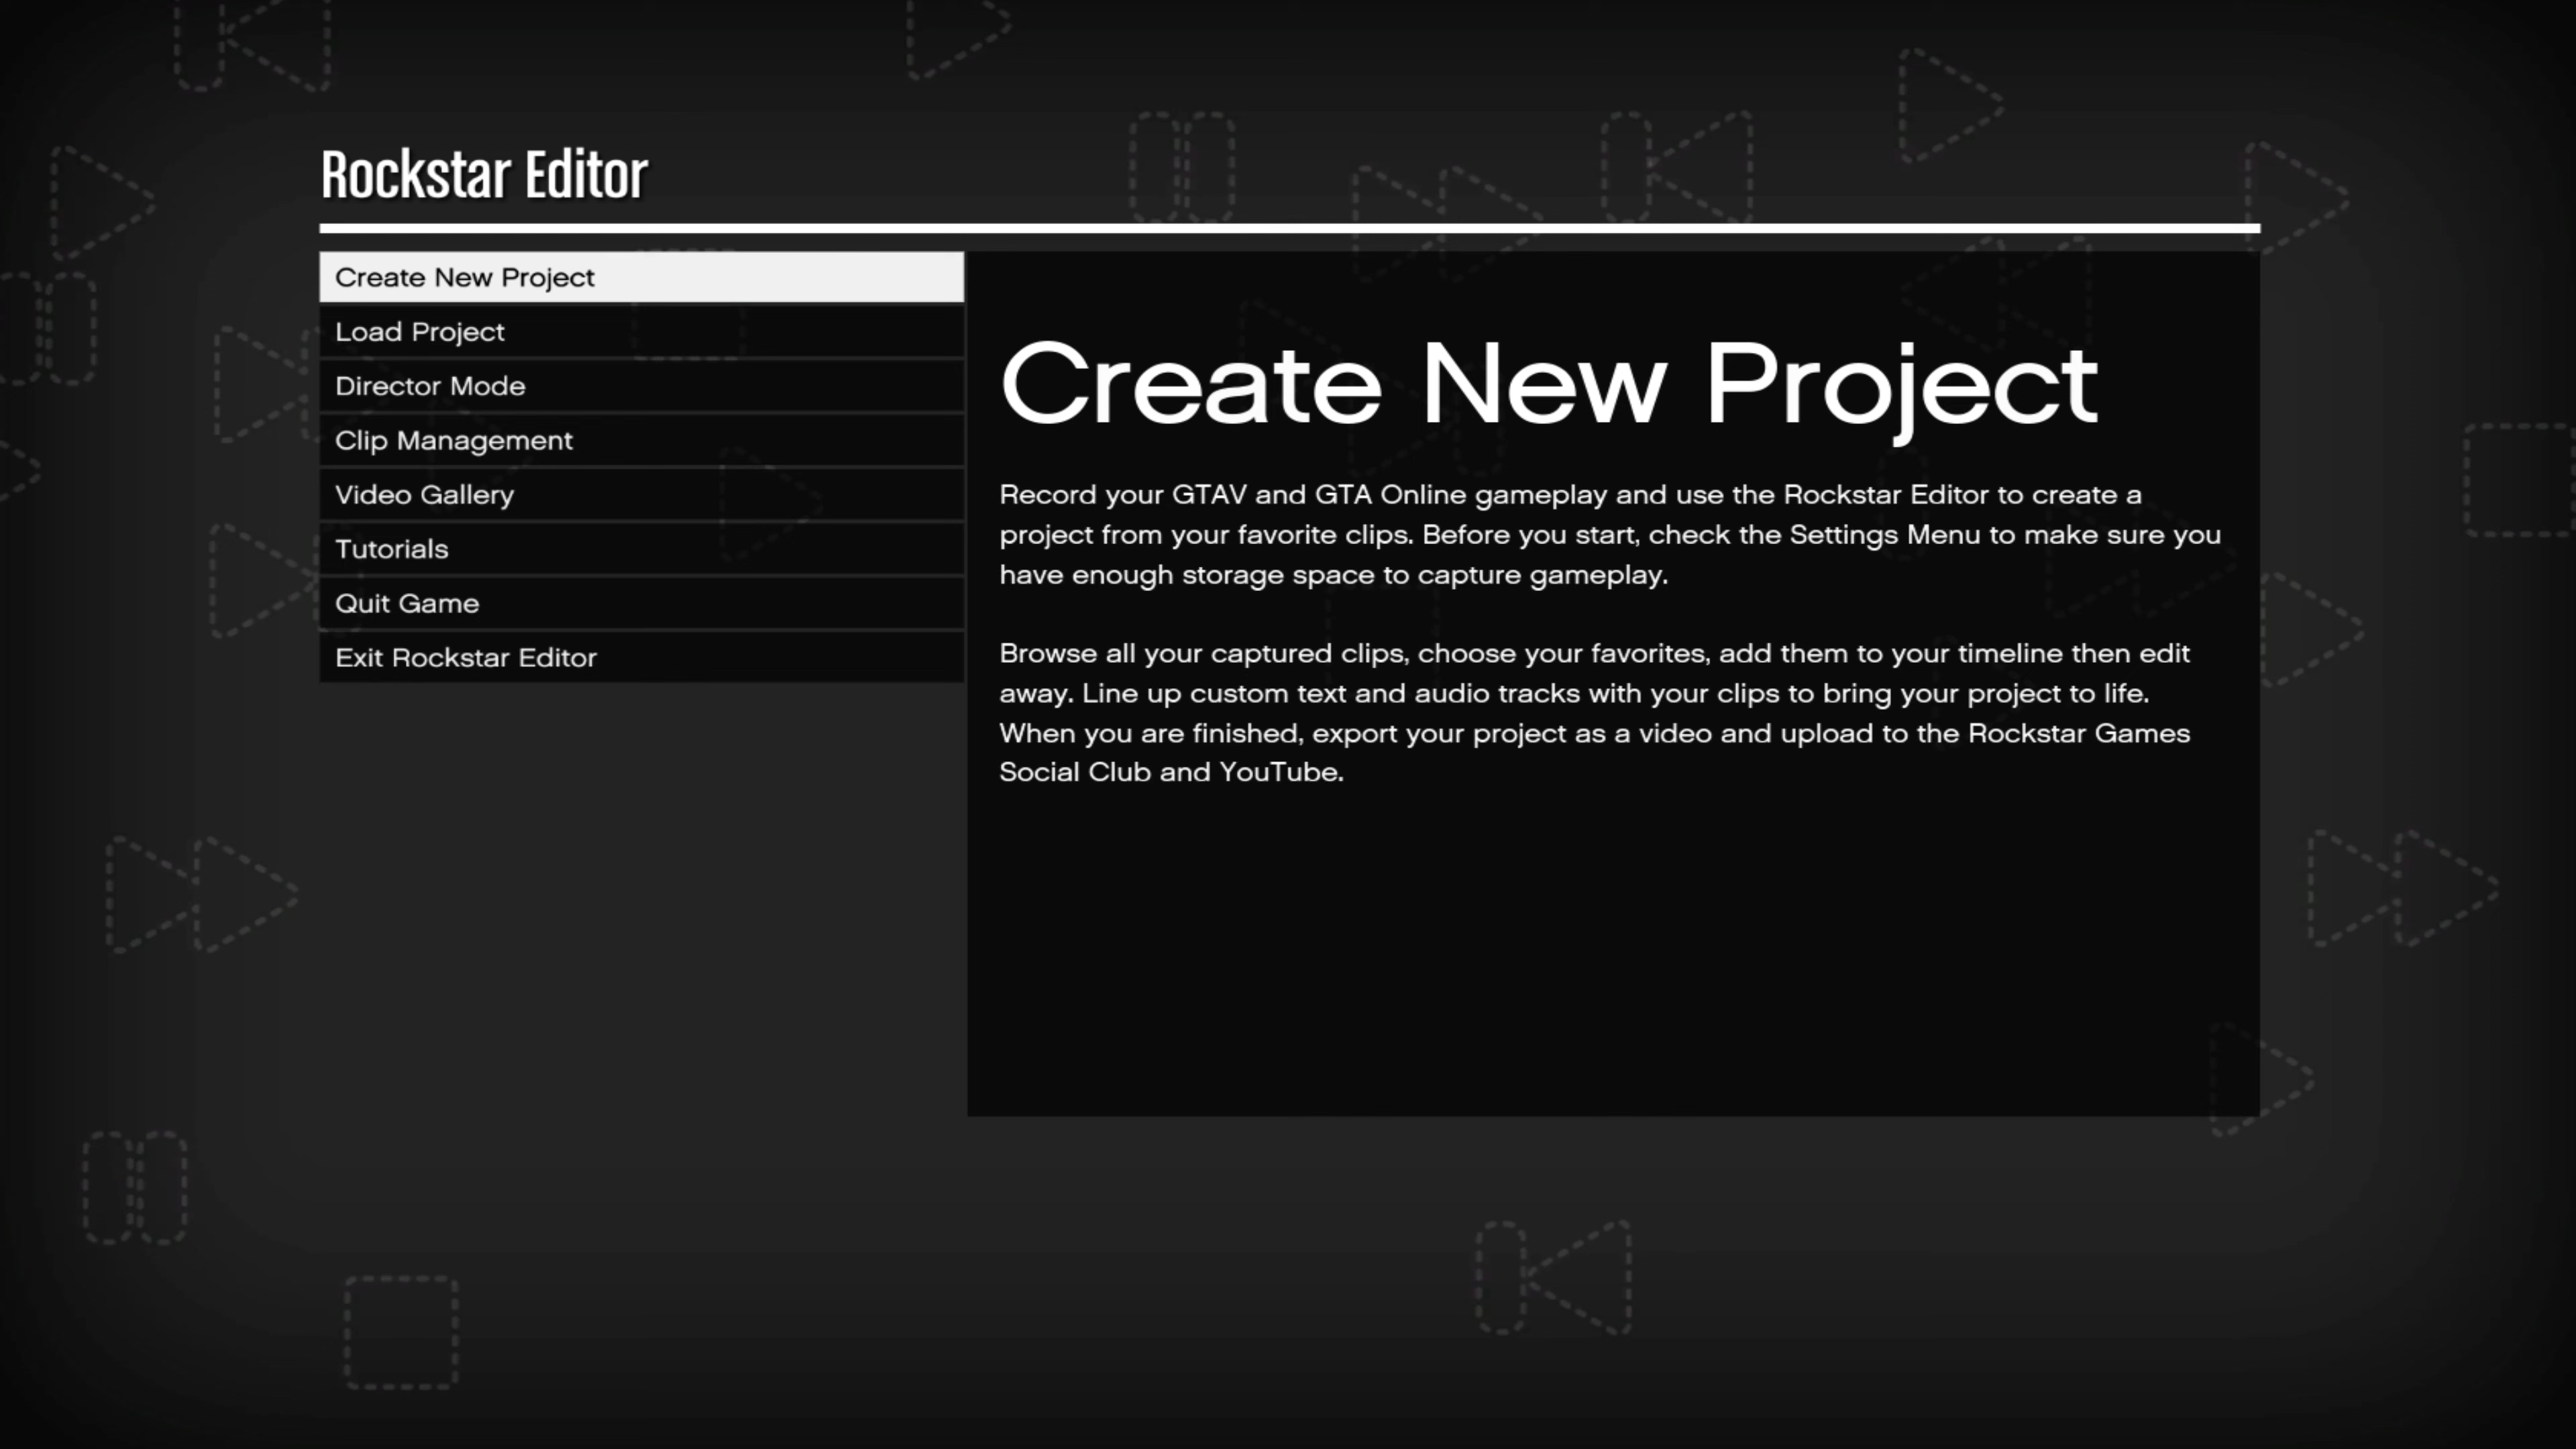 Rockstar Editor
Create New Project
Load Project
Director Mode
Clip Management
Video Gallery
Tutorials
Quit Game
Exit Rockstar Editor
Create New Project
Record your GTAV and GTA Online gameplay and use the Rockstar Editor to create a
project from your favorite clips. Before you start, check the Settings Menu to make sure you
have enough storage space to capture gameplay.
Browse all your captured clips, choose your favorites, add them to your timeline then edit
away. Line up custom text and audio tracks with your clips to bring your project to life.
When you are finished, export your project as a video and upload to the Rockstar Games
Social Club and YouTube.